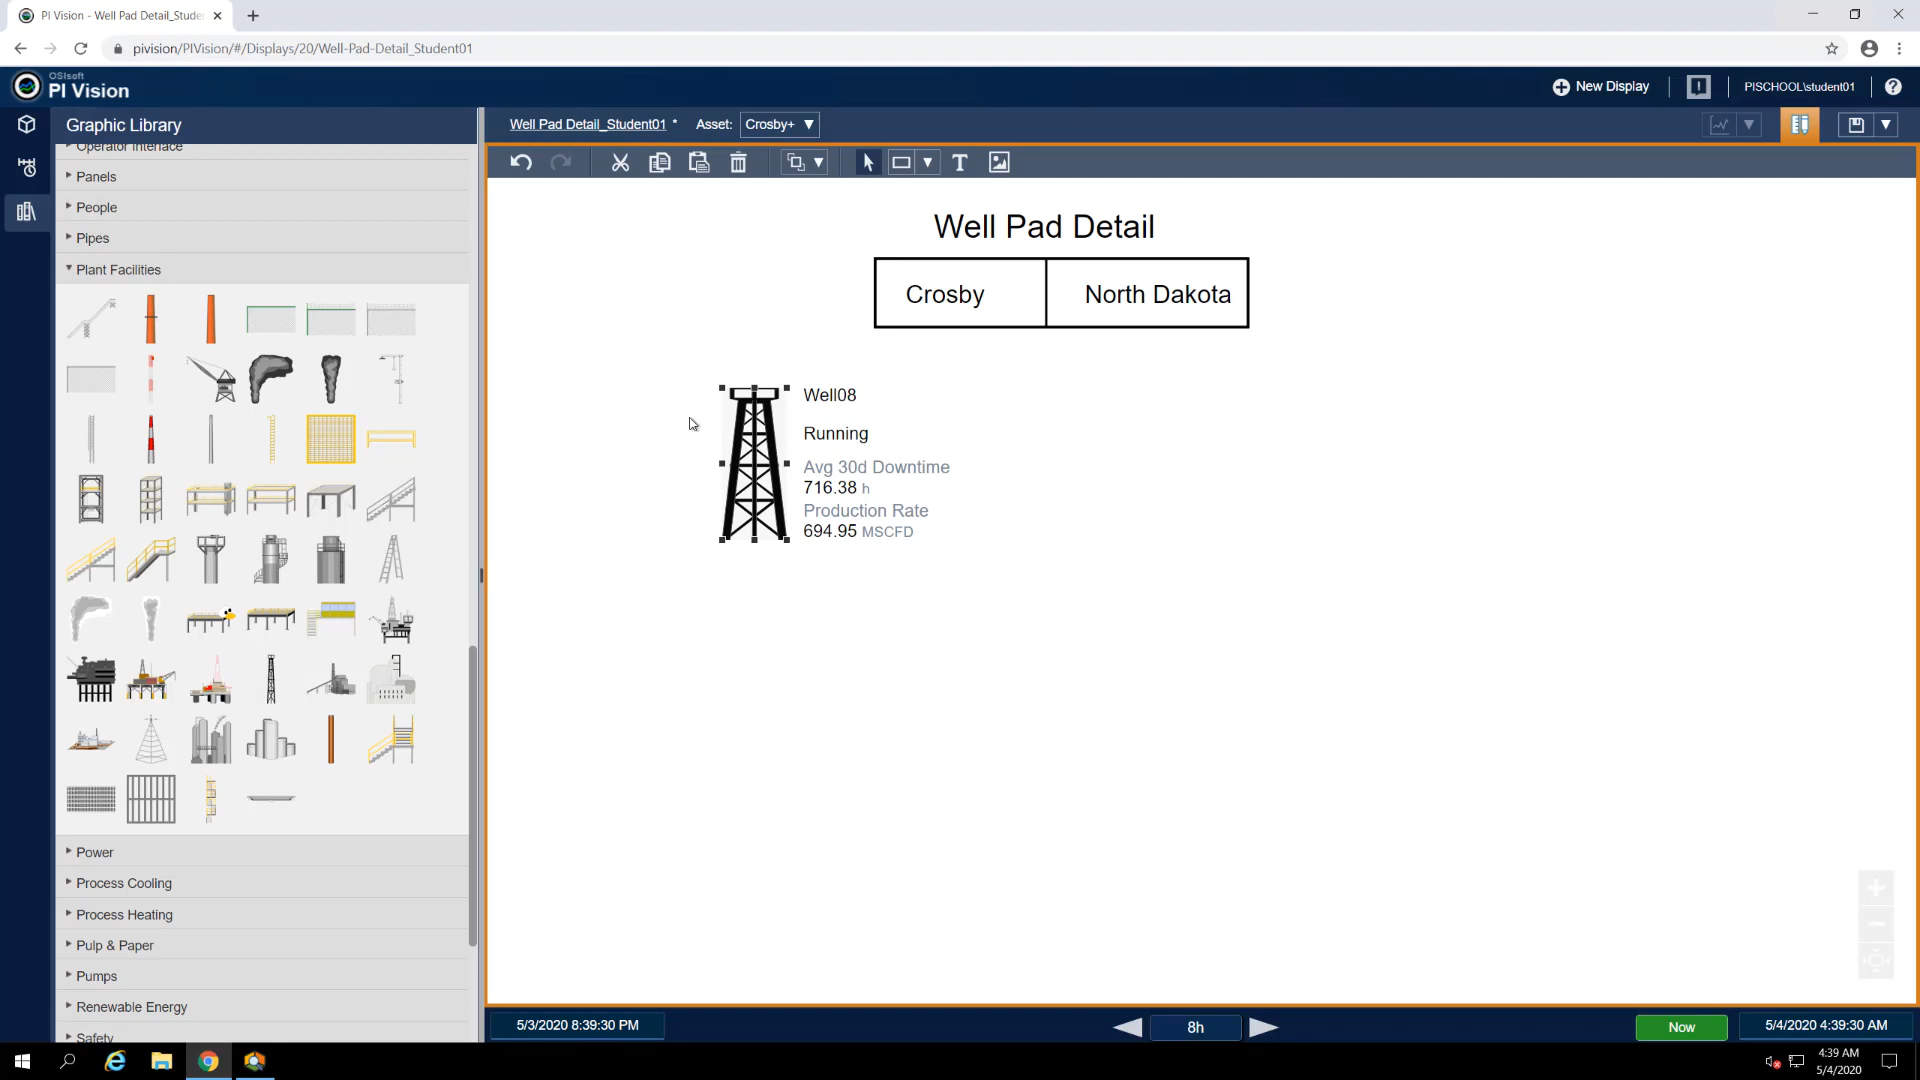 PI Vision - Well Pad Detail_Stude
pivision/PIVision/#/Displays/20/Well-Pad-Detail_Student01
OSIsoft
PI Vision
New Display
PISCHOOL\student01
Graphic Library
Well Pad Detail_Student01 *
Asset:
Crosby+
Operator Interface
Panels
People
Pipes
Plant Facilities
Power
Process Cooling
Process Heating
Pulp & Paper
Pumps
Renewable Energy
Safety
Well Pad Detail
Crosby
North Dakota
Well08
Running
Avg 30d Downtime
716.38 h
Production Rate
694.95 MSCFD
5/3/2020 8:39:30 PM
8h
Now
5/4/2020 4:39:30 AM
4:39 AM
5/4/2020